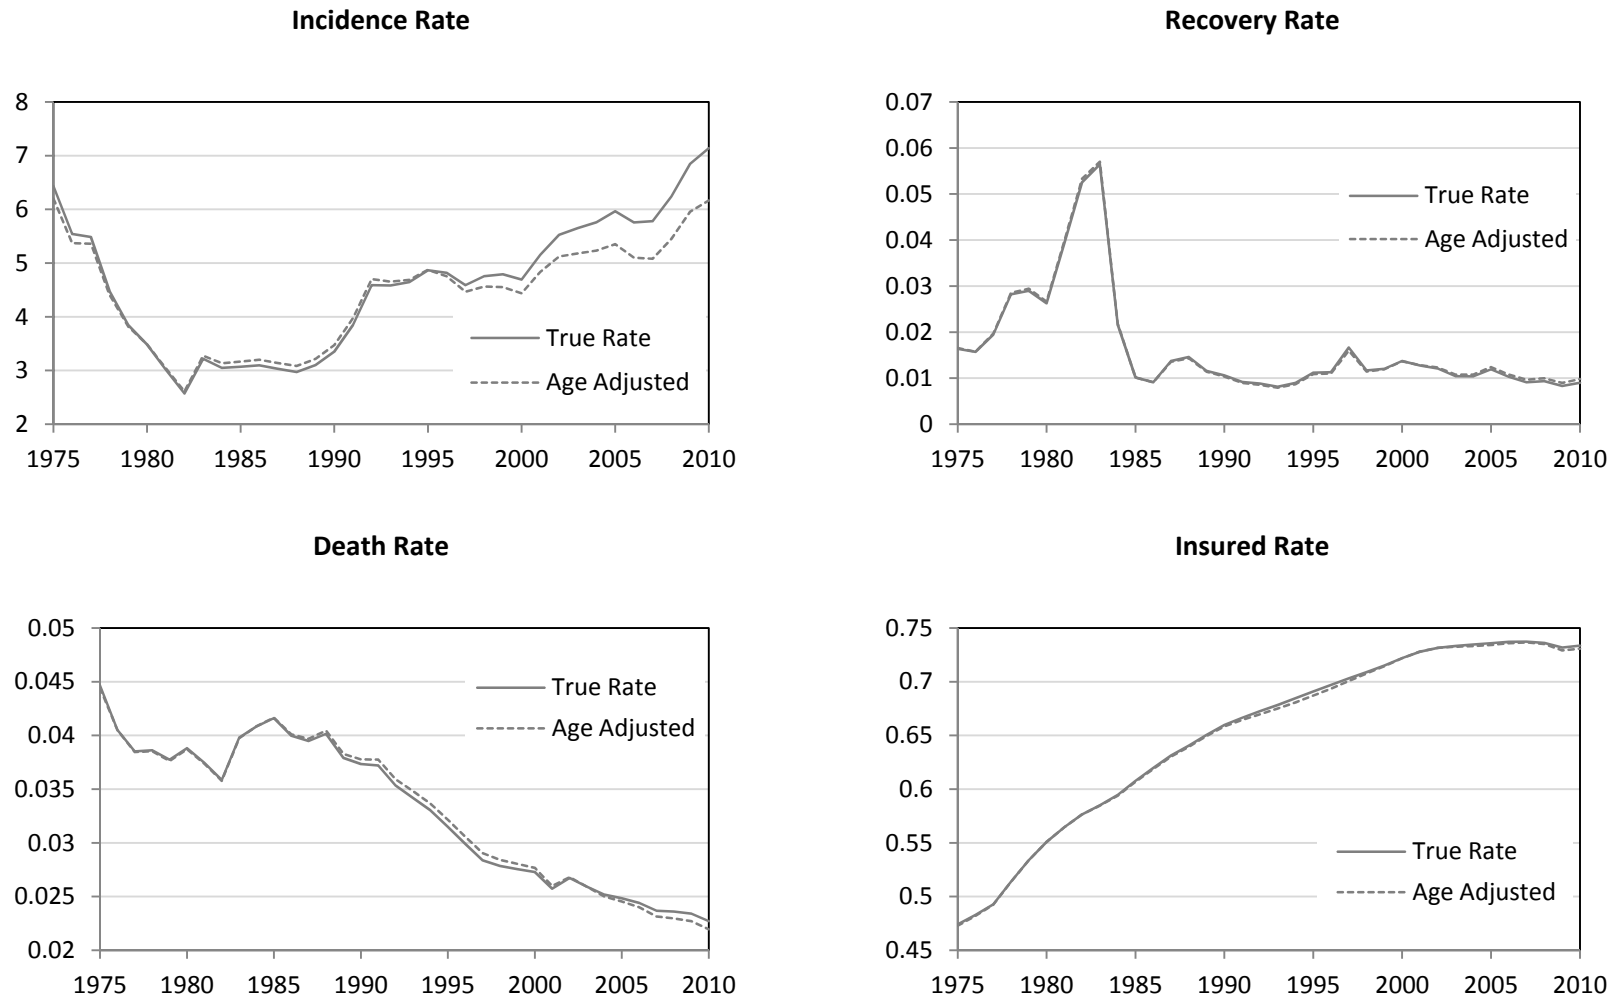 Incidence Rate
8
7
6
5
4
3
2
1975 1980 1985 1990 1995 2000 2005 2010
True Rate
Age Adjusted
Recovery Rate
0.07
0.06
0.05
0.04
0.03
0.02
0.01
0
1975 1980 1985 1990 1995 2000 2005 2010
True Rate
Age Adjusted
Death Rate
0.05
0.045
0.04
0.035
0.03
0.025
0.02
1975 1980 1985 1990 1995 2000 2005 2010
True Rate
Age Adjusted
Insured Rate
0.75
0.7
0.65
0.6
0.55
0.5
0.45
1975 1980 1985 1990 1995 2000 2005 2010
True Rate
Age Adjusted